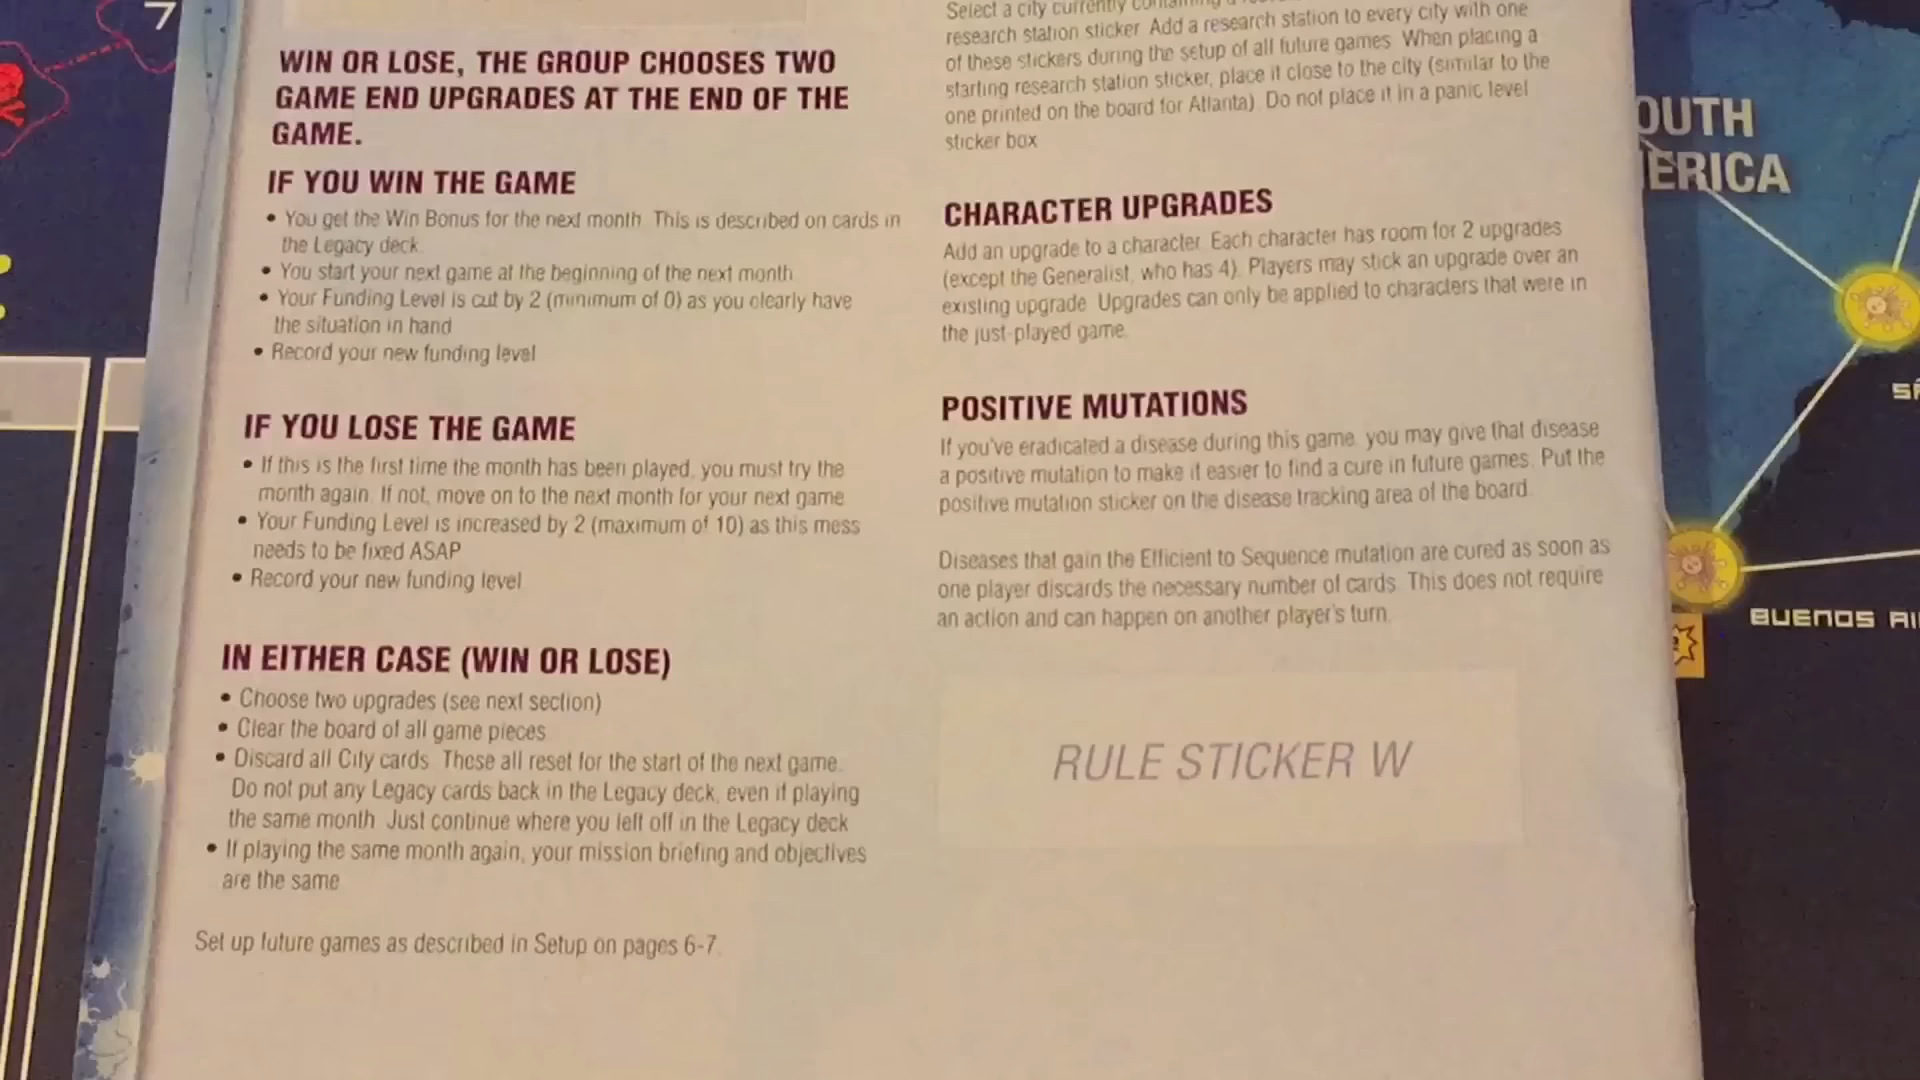 7
WIN OR LOSE, THE GROUP CHOOSES TWO
GAME END UPGRADES AT THE END OF THE
GAME.
IF YOU WIN THE GAME
• You get the Win Bonus for the next month. This is described on cards in
the Legacy deck.
• You start your next game at the beginning of the next month.
• Your Funding Level is cut by 2 (minimum of 0) as you clearly have
the situation in hand
• Record your new funding level
IF YOU LOSE THE GAME
• If this is the first time the month has been played, you must try the
month again. If not, move on to the next month for your next game
• Your Funding Level is increased by 2 (maximum of 10) as this mess
needs to be fixed ASAP
• Record your new funding level
IN EITHER CASE (WIN OR LOSE)
• Choose two upgrades (see next section)
• Clear the board of all game pieces
• Discard all City cards. These all reset for the start of the next game.
Do not put any Legacy cards back in the Legacy deck, even if playing
the same month. Just continue where you left off in the Legacy deck
• If playing the same month again, your mission briefing and objectives
are the same
Set up future games as described in Setup on pages 6-7.
Select a city currently containing a
research station sticker. Add a research station to every city with one
of these stickers during the setup of all future games. When placing a
starting research station sticker, place it close to the city (similar to the
one printed on the board for Atlanta). Do not place it in a panic level
sticker box
CHARACTER UPGRADES
Add an upgrade to a character. Each character has room for 2 upgrades
(except the Generalist, who has 4). Players may stick an upgrade over an
existing upgrade. Upgrades can only be applied to characters that were in
the just-played game.
POSITIVE MUTATIONS
If you've eradicated a disease during this game, you may give that disease
a positive mutation to make it easier to find a cure in future games. Put the
positive mutation sticker on the disease tracking area of the board.
Diseases that gain the Efficient to Sequence mutation are cured as soon as
one player discards the necessary number of cards. This does not require
an action and can happen on another player's turn.
RULE STICKER W
OUTH
ERICA
BUENOS AI